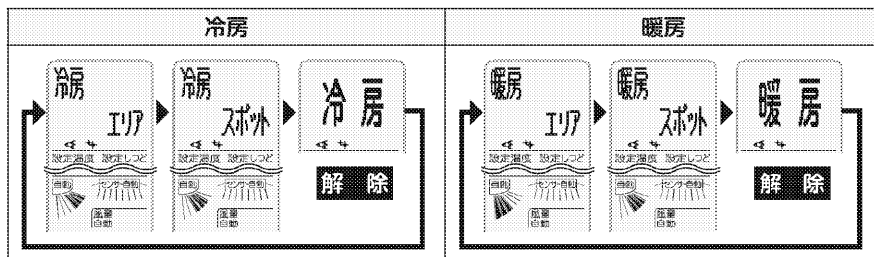 冷房
暖房
冷房
エリア
設定温度 設定しつど
自動
センサー自動
風量
自動
冷房
スポット
設定温度 設定しつど
自動
センサー自動
風量
自動
冷房
解除
暖房
エリア
設定温度 設定しつど
自動
センサー自動
風量
自動
暖房
スポット
設定温度 設定しつど
自動
センサー自動
風量
自動
暖房
解除